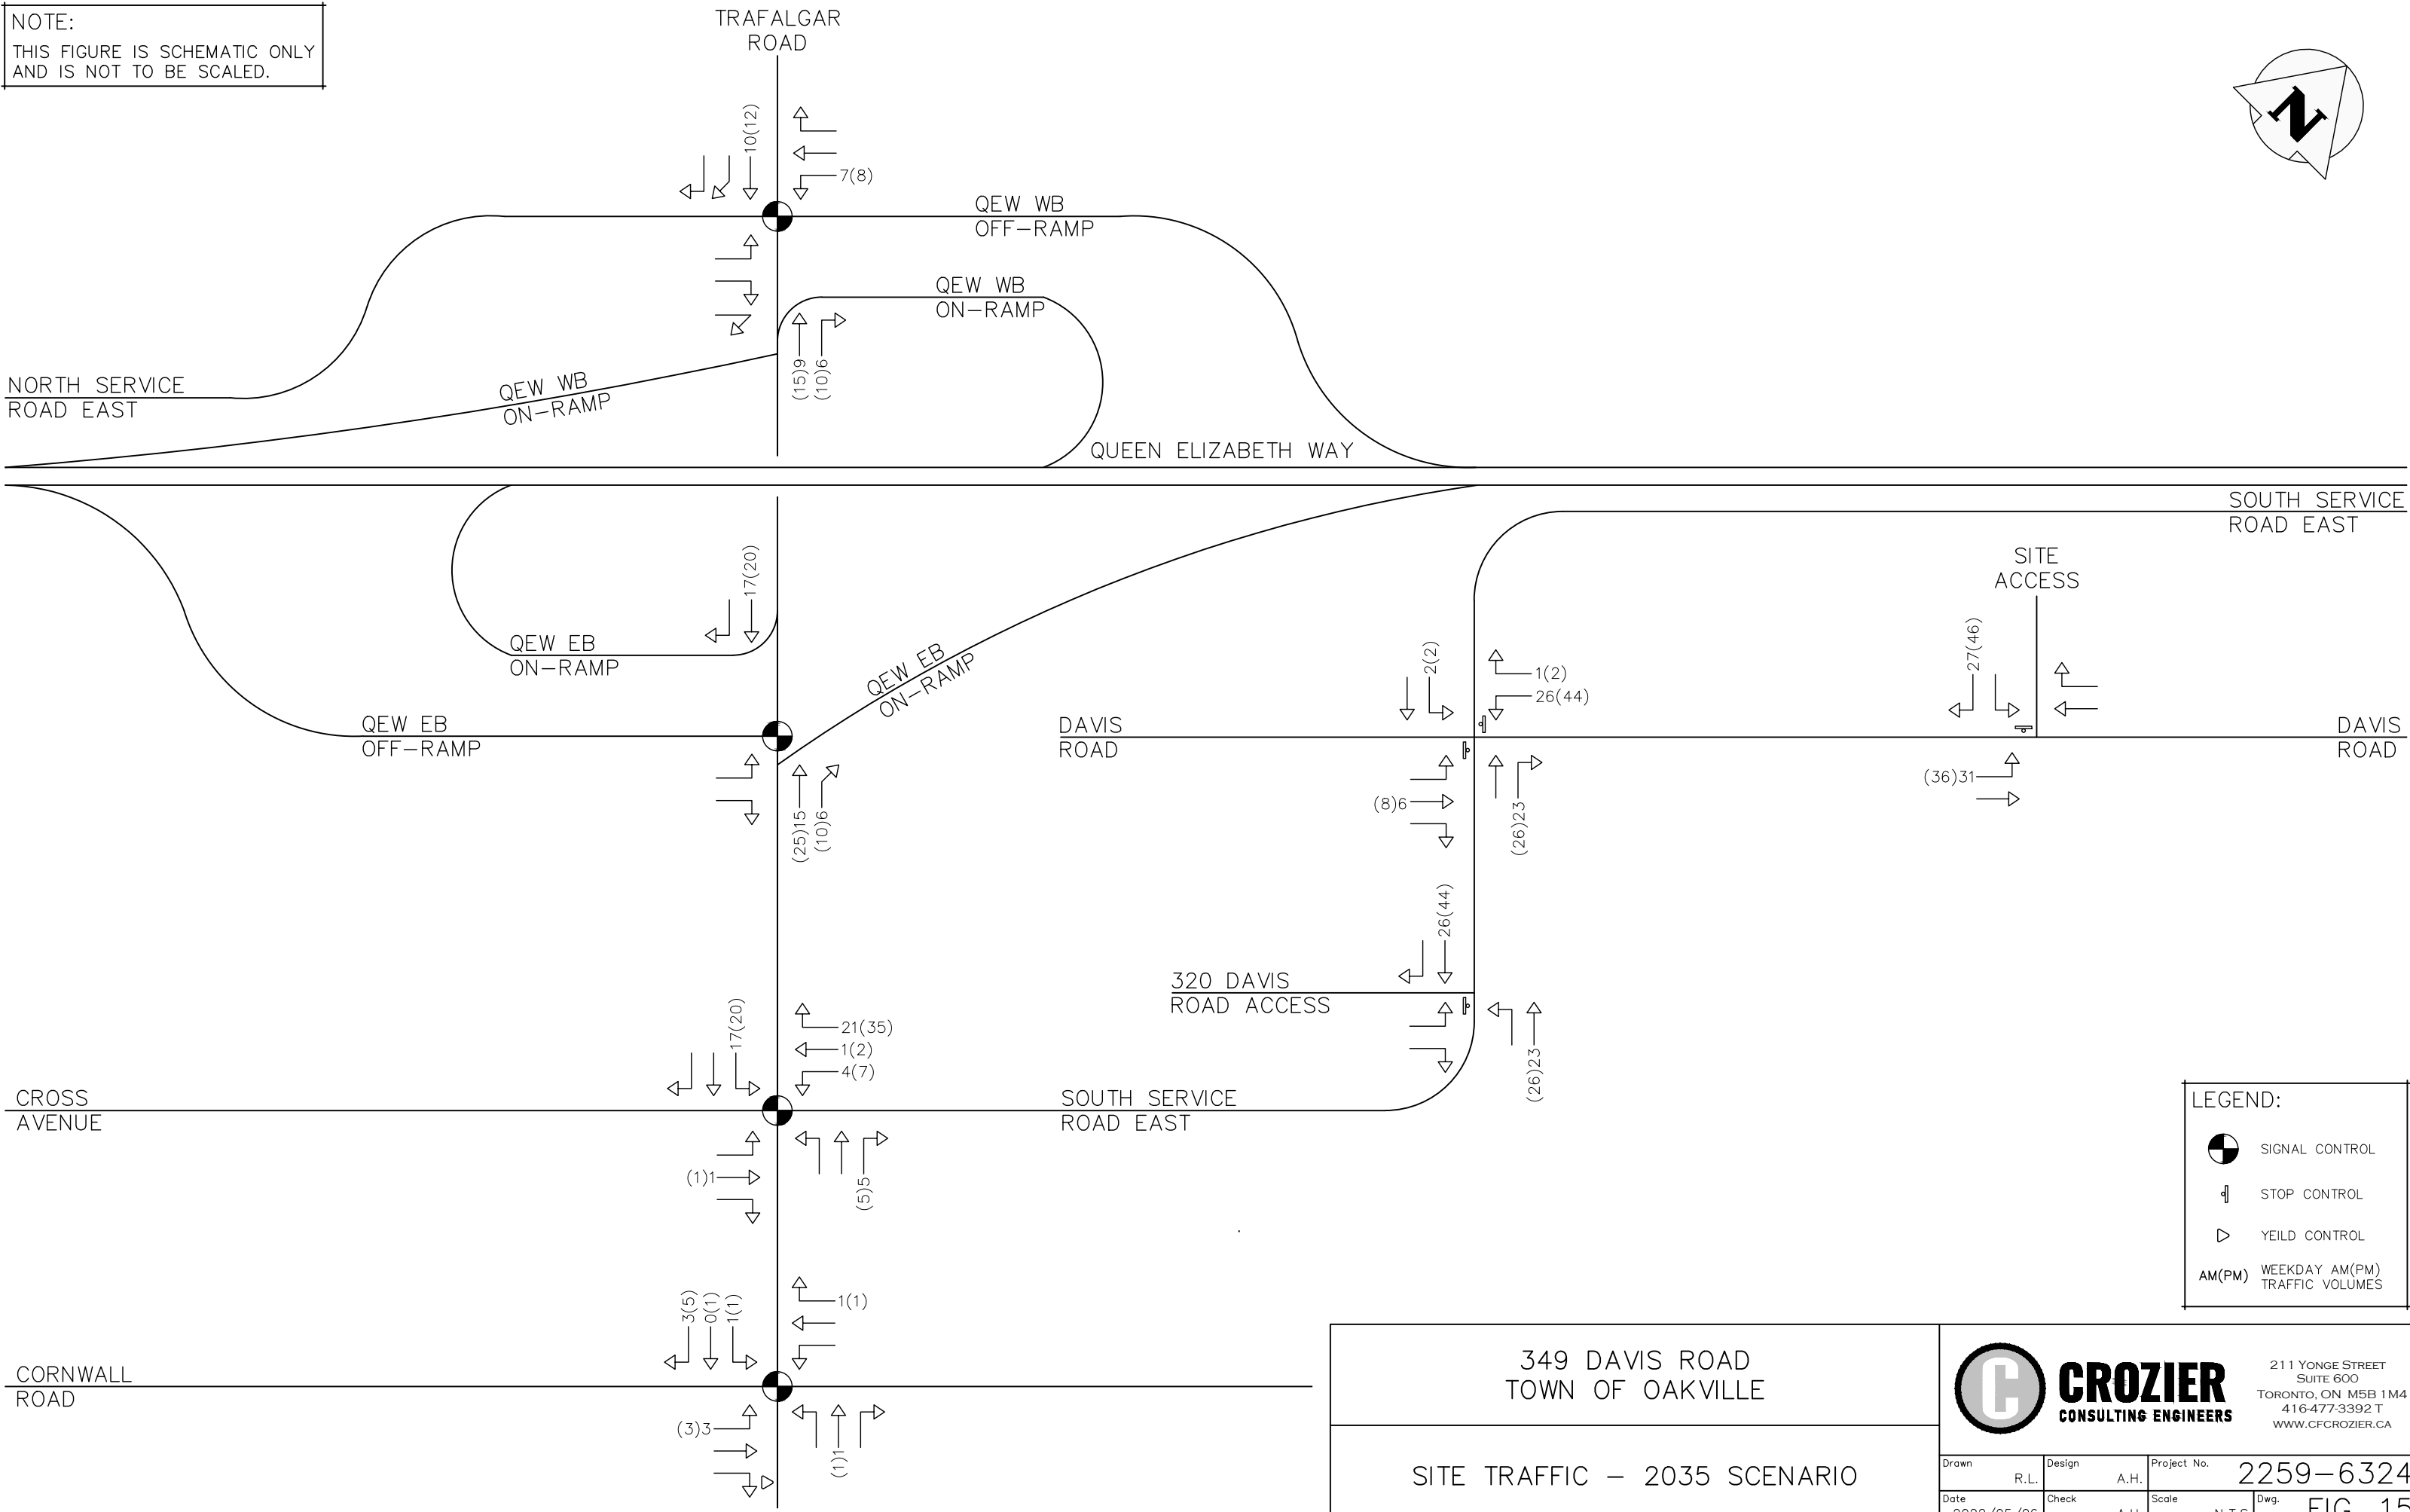 NOTE:
THIS FIGURE IS SCHEMATIC ONLY
AND IS NOT TO BE SCALED.
TRAFALGAR
ROAD
N
10(12)
7(8)
QEW WB
OFF-RAMP
QEW WB
ON-RAMP
(15)9
(10)6
NORTH SERVICE
ROAD EAST
QEW WB
ON-RAMP
QUEEN ELIZABETH WAY
SOUTH SERVICE
ROAD EAST
SITE
ACCESS
17(20)
QEW EB
ON-RAMP
QEW EB
ON-RAMP
QEW EB
OFF-RAMP
2(2)
1(2)
26(44)
27(46)
DAVIS
ROAD
DAVIS
ROAD
(25)15
(10)6
(8)6
(26)23
(36)31
26(44)
320 DAVIS
ROAD ACCESS
(26)23
17(20)
21(35)
1(2)
4(7)
CROSS
AVENUE
SOUTH SERVICE
ROAD EAST
(1)1
(5)5
LEGEND:
SIGNAL CONTROL
STOP CONTROL
YEILD CONTROL
AM(PM)
WEEKDAY AM(PM)
TRAFFIC VOLUMES
3(5)
0(1)
1(1)
1(1)
CORNWALL
ROAD
(3)3
(1)1
349 DAVIS ROAD
TOWN OF OAKVILLE
SITE TRAFFIC - 2035 SCENARIO
C
CROZIER
CONSULTING ENGINEERS
211 YONGE STREET
SUITE 600
TORONTO, ON M5B 1M4
416-477-3392 T
WWW.CFCROZIER.CA
Drawn
R.L.
Design
A.H.
Project No.
2259-6324
Date
Check
Scale
Dwg.
FIG. 15